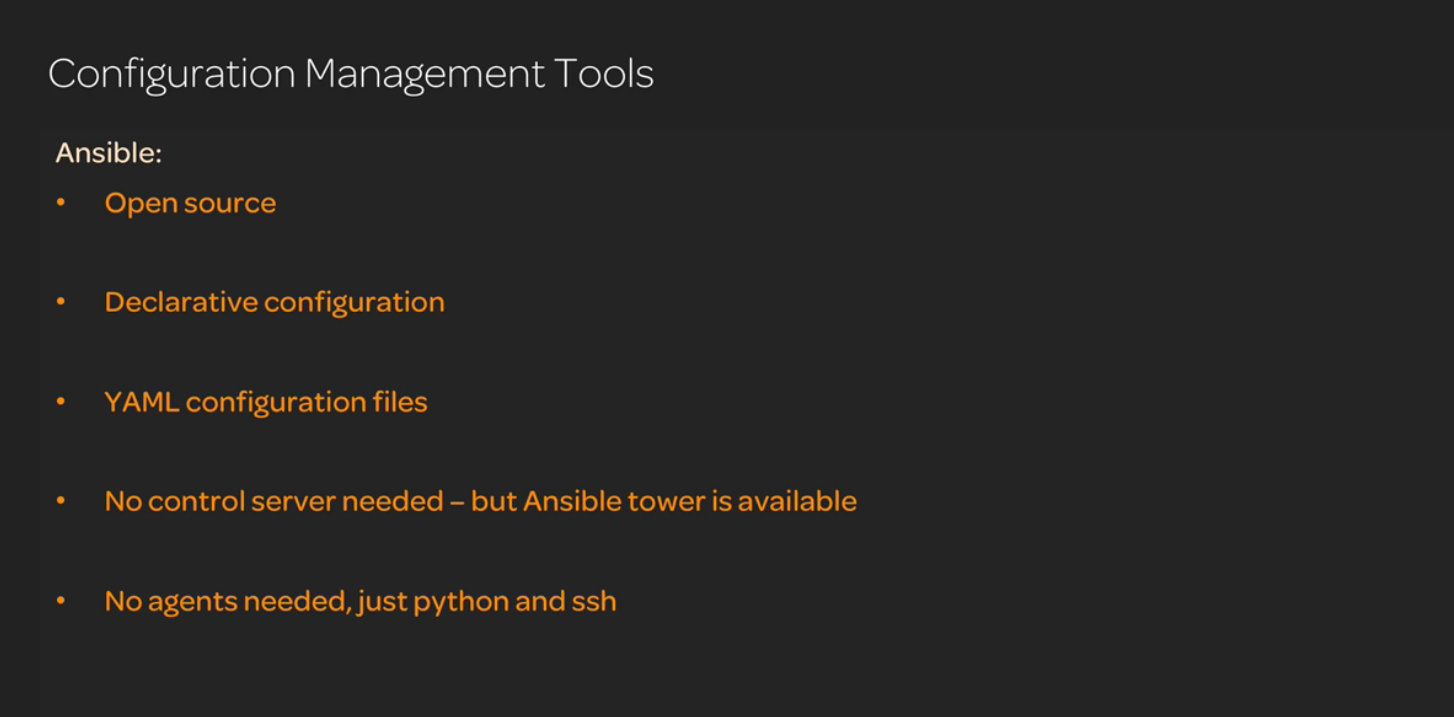 Configuration Management Tools
Ansible:
• Open source
• Declarative configuration
• YAML configuration files
• No control server needed – but Ansible tower is available
• No agents needed, just python and ssh